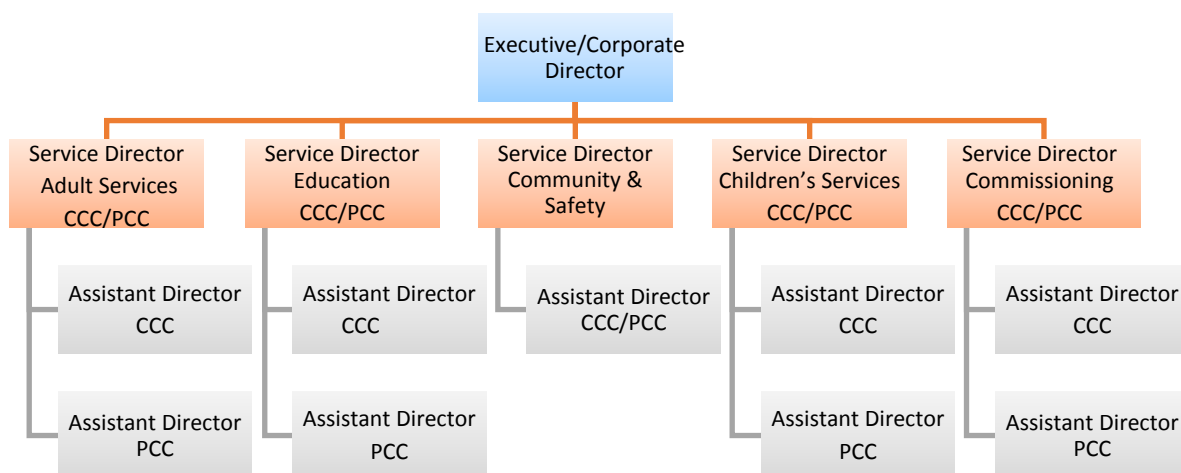 Executive/Corporate
Director
Service Director
Adult Services
CCC/PCC
Service Director
Education
CCC/PCC
Service Director
Community &
Safety
Service Director
Children’s Services
CCC/PCC
Service Director
Commissioning
CCC/PCC
Assistant Director
CCC
Assistant Director
CCC
Assistant Director
CCC/PCC
Assistant Director
CCC
Assistant Director
CCC
Assistant Director
PCC
Assistant Director
PCC
Assistant Director
PCC
Assistant Director
PCC